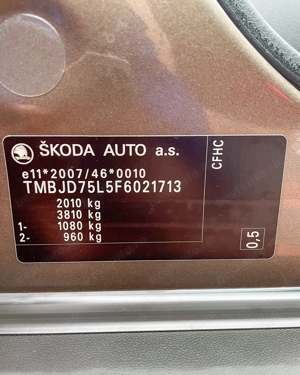 ŠKODA AUTO a.s.
e11*2007/46*0010
TMBJD75L5F6021713
2010 kg
3810 kg
1- 1080 kg
2- 960 kg
CFHC
0,5